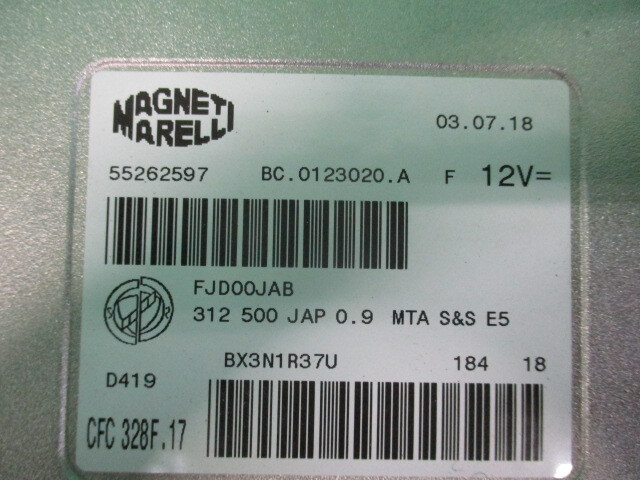 MAGNETI
MARELLI
03.07.18
55262597 BC.0123020.A F 12V=
FJD00JAB
312 500 JAP 0.9 MTA S&S E5
BX3N1R37U 184 18
D419
CFC 328F.17